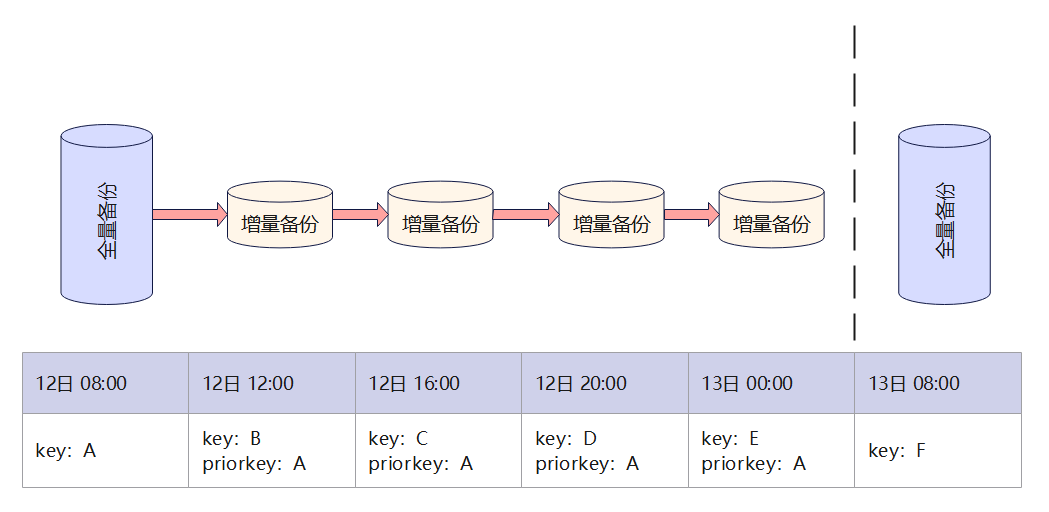 全量备份
增量备份
增量备份
增量备份
增量备份
全量备份
12日 08:00
12日 12:00
12日 16:00
12日 20:00
13日 00:00
13日 08:00
key: A
key: B
priorkey: A
key: C
priorkey: A
key: D
priorkey: A
key: E
priorkey: A
key: F